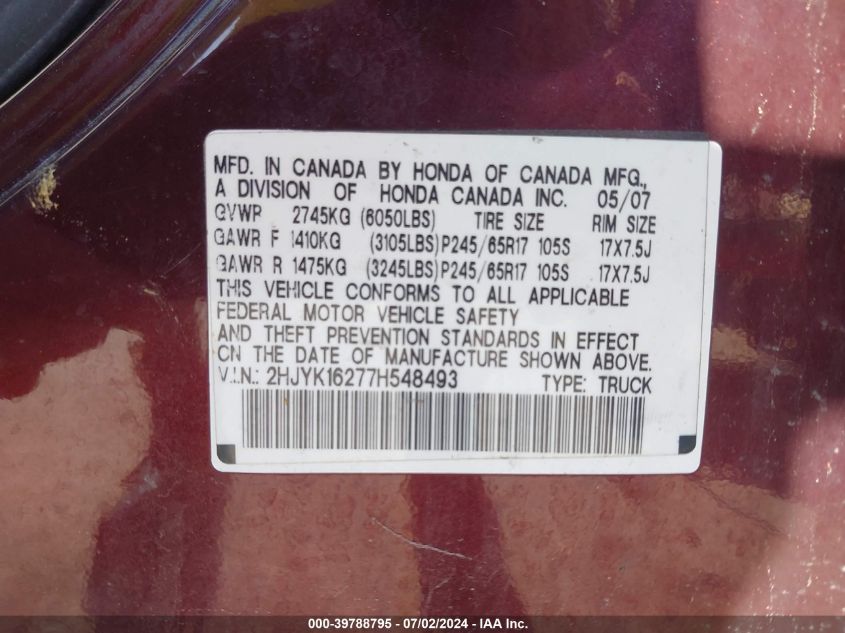 MFD. IN CANADA BY HONDA OF CANADA MFG.,
A DIVISION OF HONDA CANADA INC. 05/07
GVWR 2745KG (6050LBS) TIRE SIZE RIM SIZE
GAWR F 1410KG (3105LBS) P245/65R17 105S 17X7.5J
GAWR R 1475KG (3245LBS) P245/65R17 105S 17X7.5J
THIS VEHICLE CONFORMS TO ALL APPLICABLE
FEDERAL MOTOR VEHICLE SAFETY
AND THEFT PREVENTION STANDARDS IN EFFECT
ON THE DATE OF MANUFACTURE SHOWN ABOVE.
V.I.N.: 2HJYK16277H548493 TYPE: TRUCK
000-39788795 - 07/02/2024 - IAA Inc.